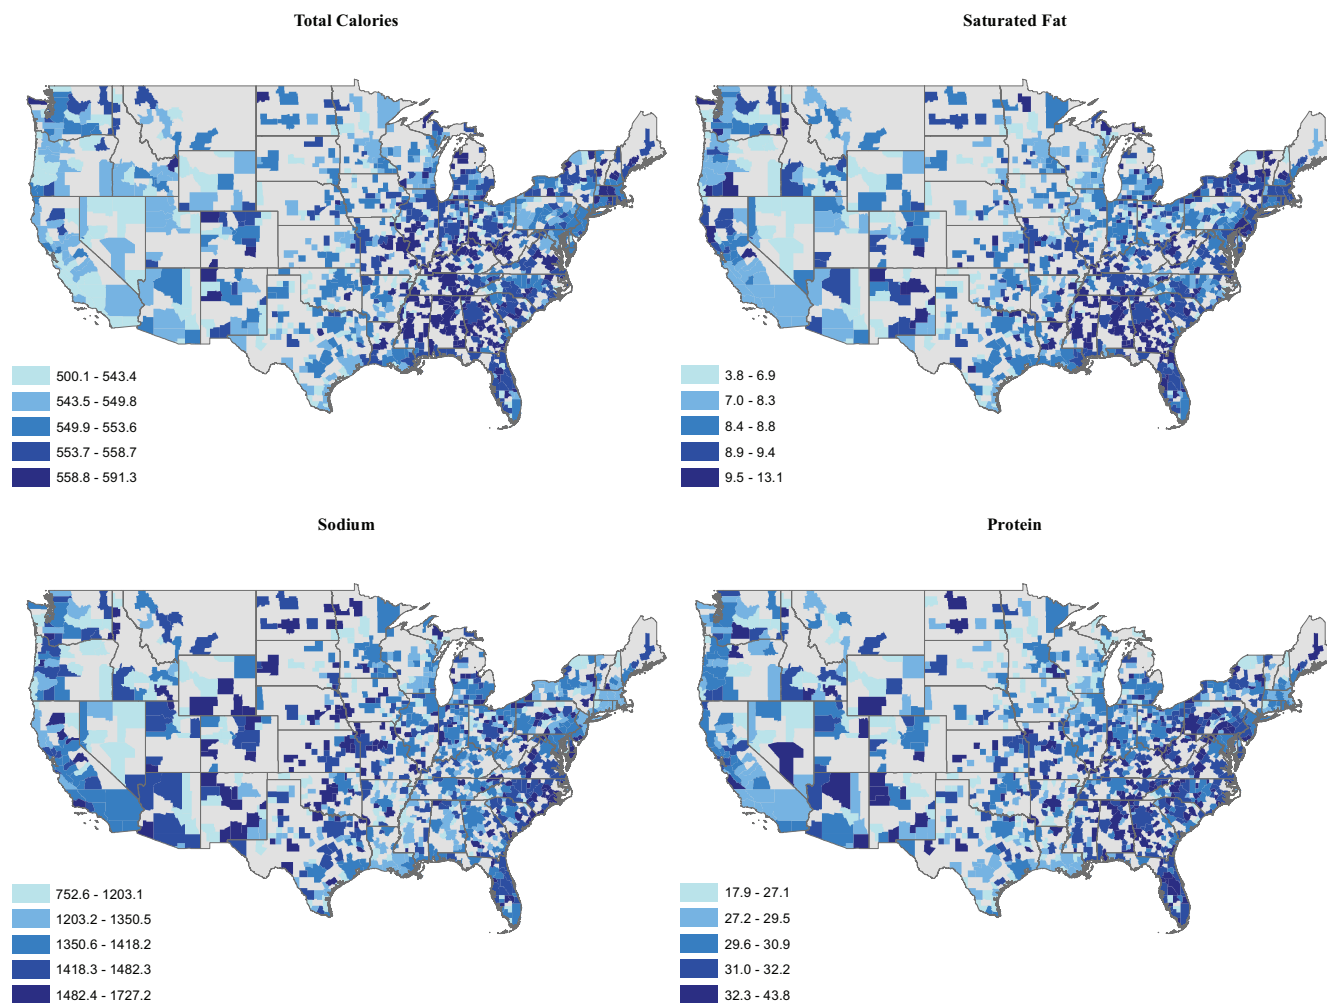 Total Calories
Saturated Fat
500.1 - 543.4
543.5 - 549.8
549.9 - 553.6
553.7 - 558.7
558.8 - 591.3
3.8 - 6.9
7.0 - 8.3
8.4 - 8.8
8.9 - 9.4
9.5 - 13.1
Sodium
Protein
752.6 - 1203.1
1203.2 - 1350.5
1350.6 - 1418.2
1418.3 - 1482.3
1482.4 - 1727.2
17.9 - 27.1
27.2 - 29.5
29.6 - 30.9
31.0 - 32.2
32.3 - 43.8